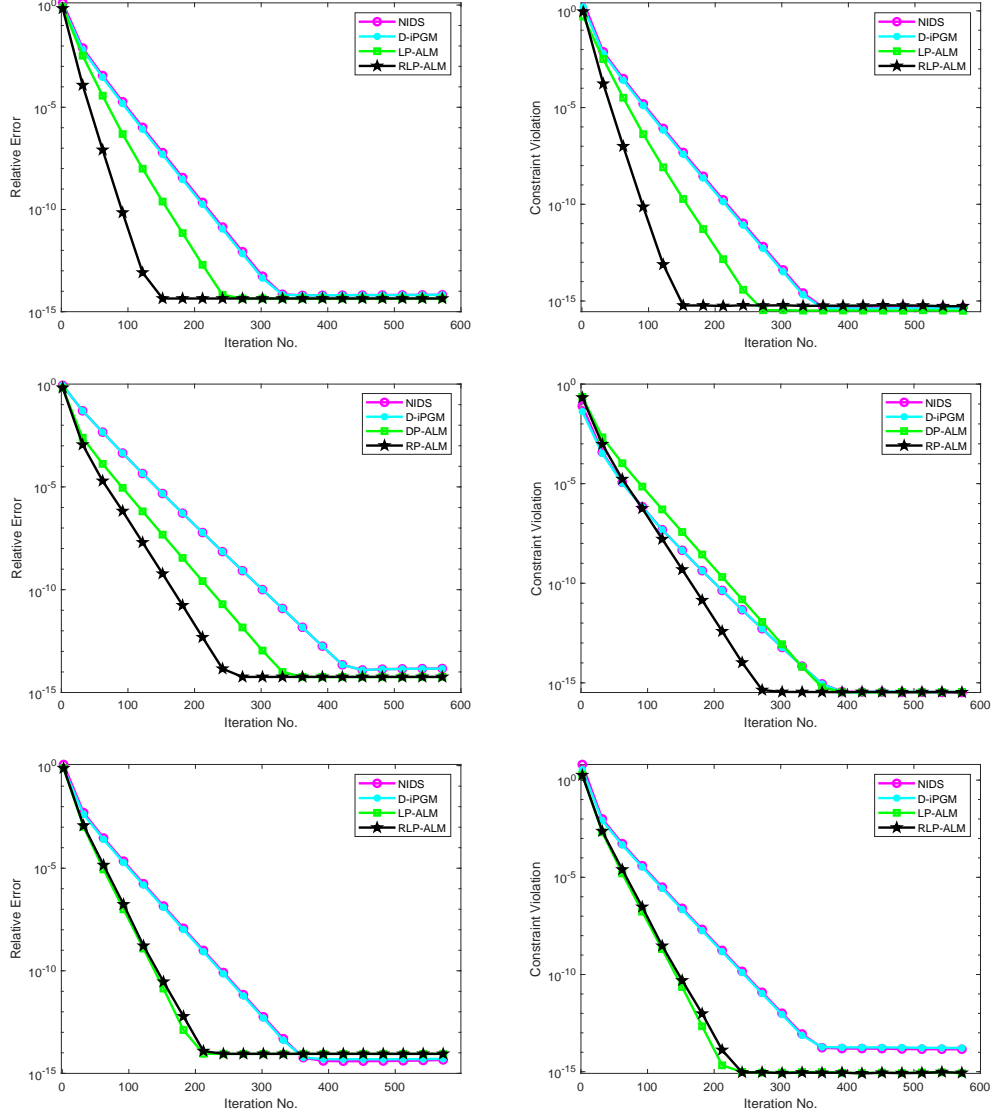 NIDS
D-iPGM
LP-ALM
RLP-ALM
Relative Error
10^0
10^-5
10^-10
10^-15
0 100 200 300 400 500 600
Iteration No.
NIDS
D-iPGM
LP-ALM
RLP-ALM
Constraint Violation
10^0
10^-5
10^-10
10^-15
0 100 200 300 400 500
Iteration No.
NIDS
D-iPGM
DP-ALM
RP-ALM
Relative Error
10^0
10^-5
10^-10
10^-15
0 100 200 300 400 500 600
Iteration No.
NIDS
D-iPGM
DP-ALM
RP-ALM
Constraint Violation
10^0
10^-5
10^-10
10^-15
0 100 200 300 400 500 600
Iteration No.
NIDS
D-iPGM
LP-ALM
RLP-ALM
Relative Error
10^0
10^-5
10^-10
10^-15
0 100 200 300 400 500
Iteration No.
NIDS
D-iPGM
LP-ALM
RLP-ALM
Constraint Violation
10^0
10^-5
10^-10
10^-15
0 100 200 300 400 500 600
Iteration No.